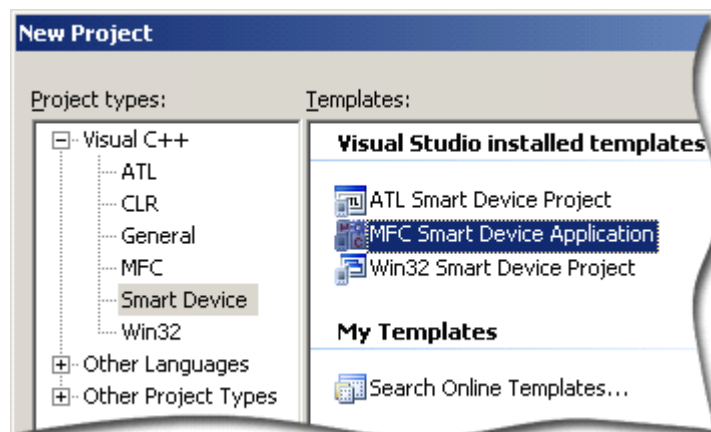 New Project
Project types:
Templates:
Visual C++
ATL
CLR
General
MFC
Smart Device
Win32
Other Languages
Other Project Types
Visual Studio installed templates
ATL Smart Device Project
MFC Smart Device Application
Win32 Smart Device Project
My Templates
Search Online Templates...